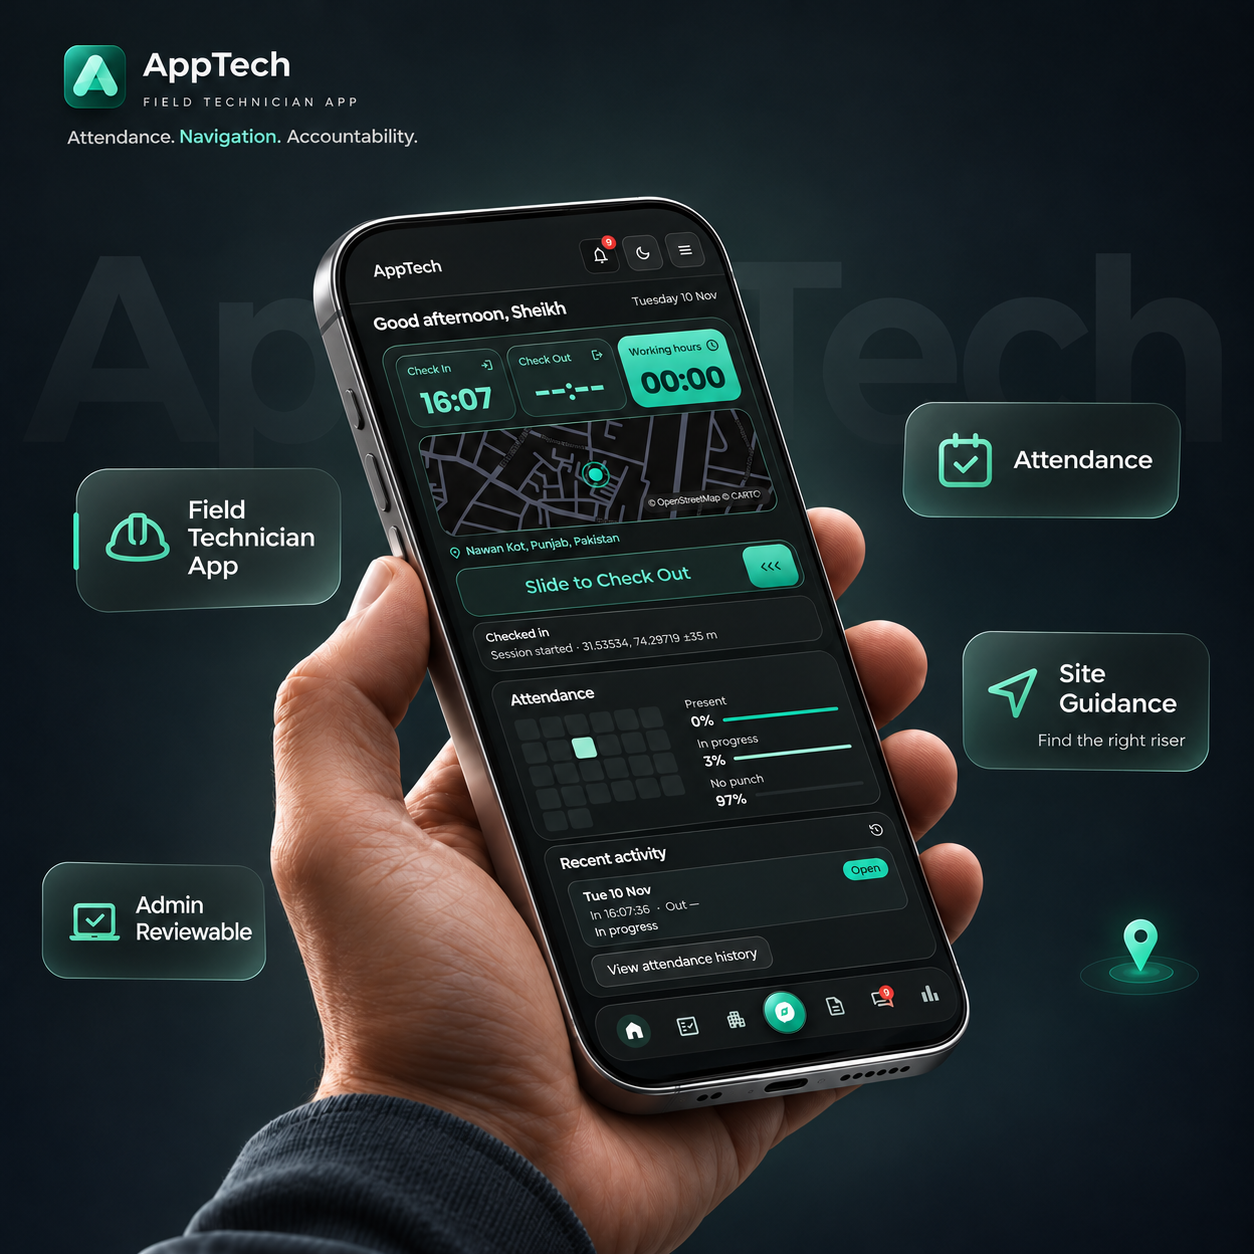 AppTech
FIELD TECHNICIAN APP
Attendance. Navigation. Accountability.
AppTech
AppTech
9
Good afternoon, Sheikh
Tuesday 10 Nov
Check In
16:07
Check Out
--:--
Working hours
00:00
© OpenStreetMap © CARTO
Nawan Kot, Punjab, Pakistan
Slide to Check Out
<<<
Checked in
Session started · 31.53534, 74.29719 ±35 m
Attendance
Present
0%
In progress
3%
No punch
97%
Recent activity
Tue 10 Nov
Open
In 16:07:36 · Out —
In progress
View attendance history
9
Field
Technician
App
Admin
Reviewable
Attendance
Site
Guidance
Find the right riser